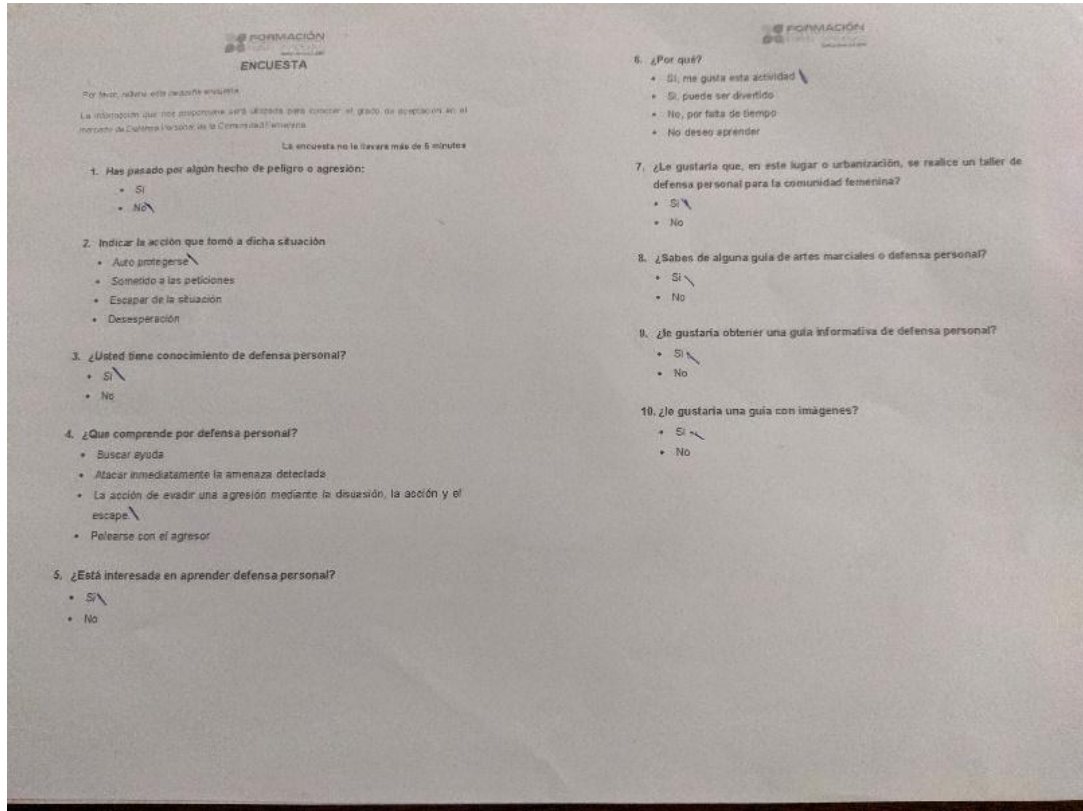 FORMACIÓN
ENCUESTA
Por favor, rellene esta pequeña encuesta.
La información que nos proporcione será utilizada para conocer el grado de aceptación en el
mercado de Defensa Personal de la Comunidad Femenina
La encuesta no le llevara más de 5 minutos
1. Has pasado por algún hecho de peligro o agresión:
Si
No
2. Indicar la acción que tomó a dicha situación
Auto protegerse
Sometido a las peticiones
Escapar de la situación
Desesperación
3. ¿Usted tiene conocimiento de defensa personal?
Si
No
4. ¿Que comprende por defensa personal?
Buscar ayuda
Atacar inmediatamente la amenaza detectada
La acción de evadir una agresión mediante la disuasión, la acción y el
escape.
Pelearse con el agresor
5. ¿Está interesada en aprender defensa personal?
Si
No
FORMACIÓN
6. ¿Por qué?
Si, me gusta esta actividad
Si, puede ser divertido
No, por falta de tiempo
No deseo aprender
7. ¿Le gustaría que, en este lugar o urbanización, se realice un taller de
defensa personal para la comunidad femenina?
Si
No
8. ¿Sabes de alguna guía de artes marciales o defensa personal?
Si
No
9. ¿le gustaría obtener una guía informativa de defensa personal?
Si
No
10. ¿le gustaría una guía con imágenes?
Si
No